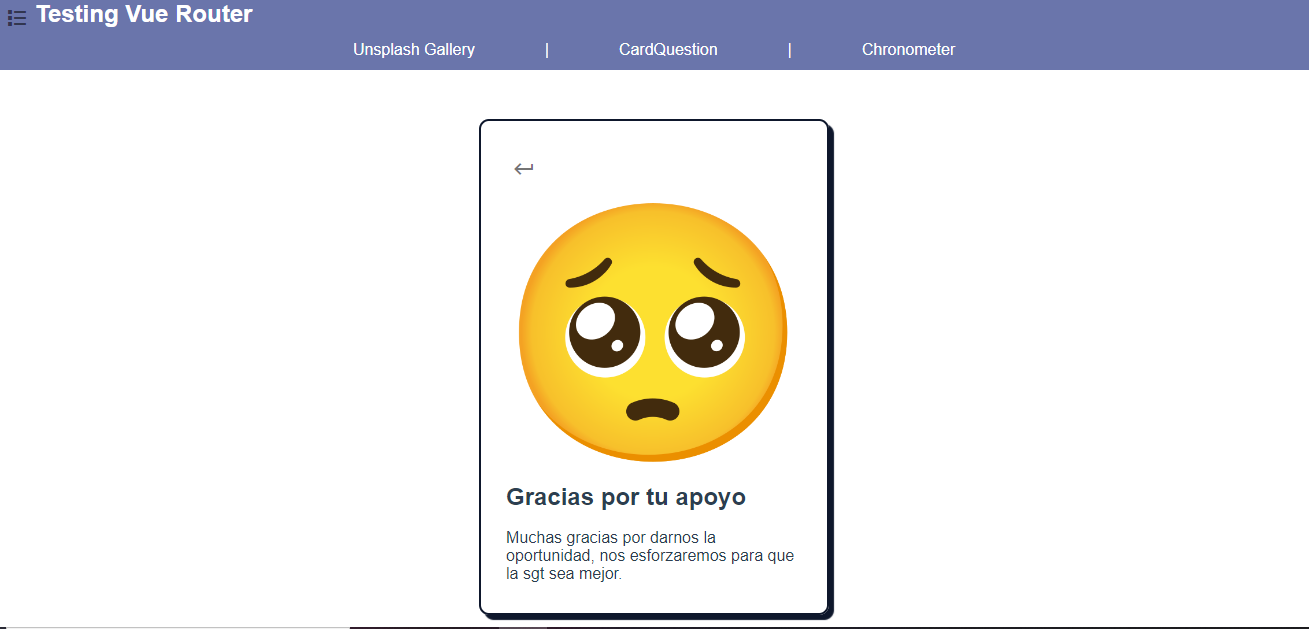 Testing Vue Router
Unsplash Gallery | CardQuestion | Chronometer
Gracias por tu apoyo
Muchas gracias por darnos la
oportunidad, nos esforzaremos para que
la sgt sea mejor.